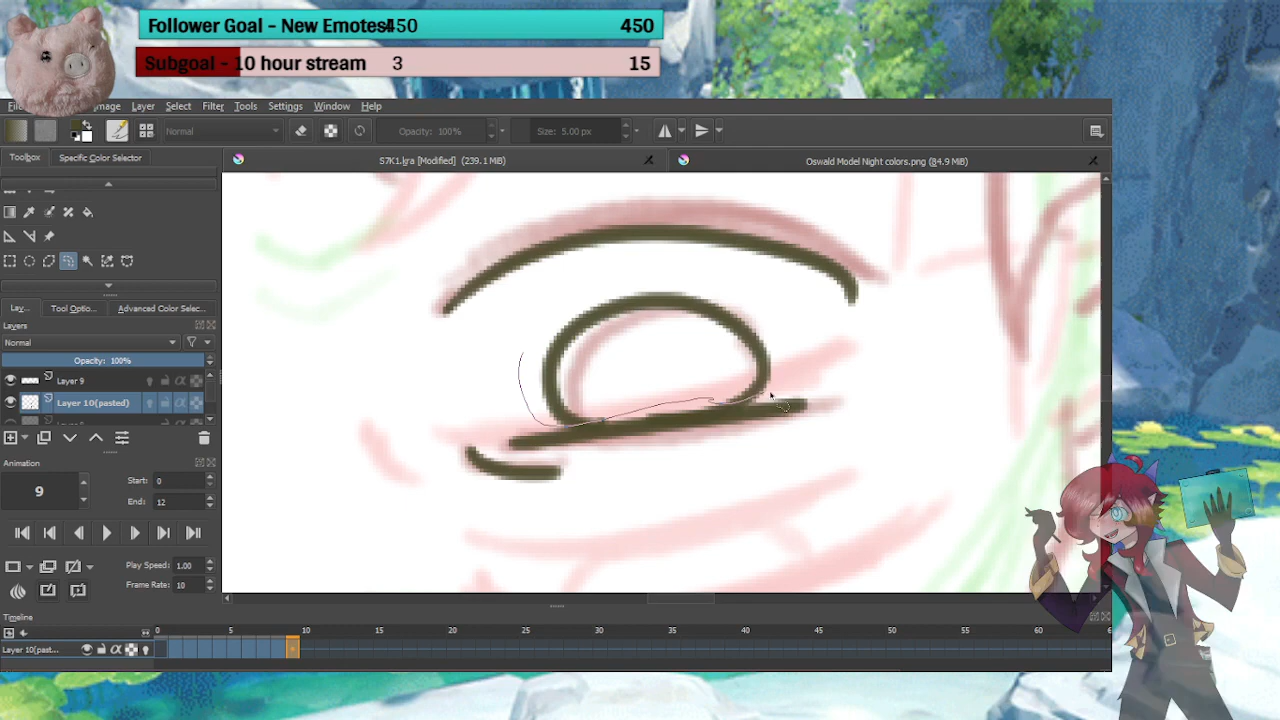 Follower Goal - New Emotes! 450 450
Subgoal - 10 hour stream 3 15
Layer Select Filter Tools Settings Window Help
Normal Opacity: 100% Size: 5.00 px
Toolbox Specific Color Selector
S7K1.kra [Modified] (239.1 MiB)
Oswald Model Night colors.png (84.9 MiB)
Lay... Tool Optio... Advanced Color Selec...
Layers
Normal
Opacity: 100%
Layer 9
Layer 10(pasted)
Animation
9
Start: 0
End: 12
Play Speed: 1.00
Frame Rate: 10
Timeline
0 5 10 15 20 25 30 35 40 45 50 55 60
Layer 10(past...